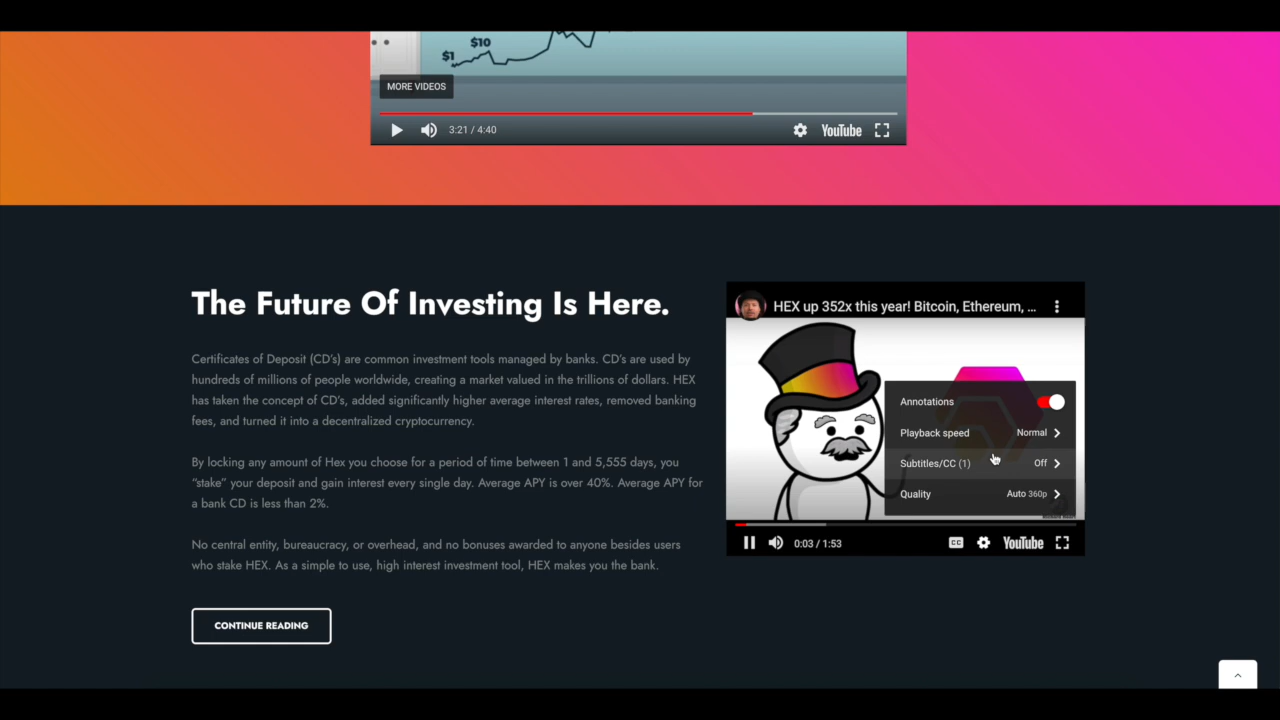 $10
$1
MORE VIDEOS
3:21 / 4:40
YouTube
The Future Of Investing Is Here.
Certificates of Deposit (CD's) are common investment tools managed by banks. CD's are used by
hundreds of millions of people worldwide, creating a market valued in the trillions of dollars. HEX
has taken the concept of CD's, added significantly higher average interest rates, removed banking
fees, and turned it into a decentralized cryptocurrency.
By locking any amount of Hex you choose for a period of time between 1 and 5,555 days, you
“stake” your deposit and gain interest every single day. Average APY is over 40%. Average APY for
a bank CD is less than 2%.
No central entity, bureaucracy, or overhead, and no bonuses awarded to anyone besides users
who stake HEX. As a simple to use, high interest investment tool, HEX makes you the bank.
CONTINUE READING
HEX up 352x this year! Bitcoin, Ethereum, ...
Annotations
Playback speed Normal
Subtitles/CC (1) Off
Quality Auto 360p
0:03 / 1:53
CC
YouTube